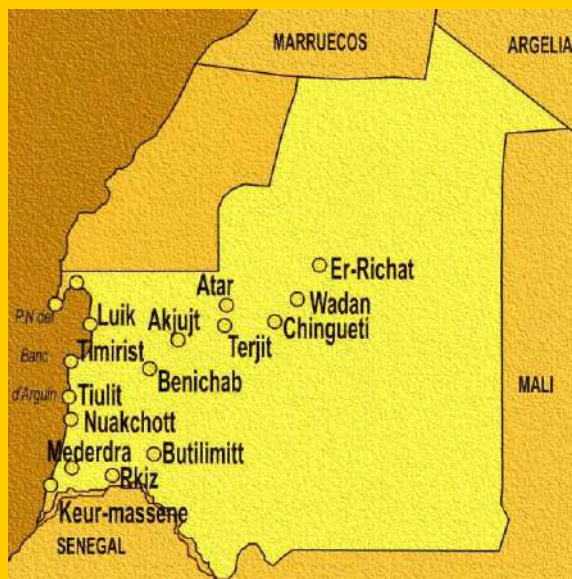 MARRUECOS
ARGELIA
Er-Richat
Atar
Wadan
P.N del
Luik
Akjujt
Chingueti
Terjit
Banc
Timirist
Benichab
MALI
d'Arguin
Tiulit
Nuakchott
Mederdra
Butilimitt
Rkiz
Keur-massene
SENEGAL